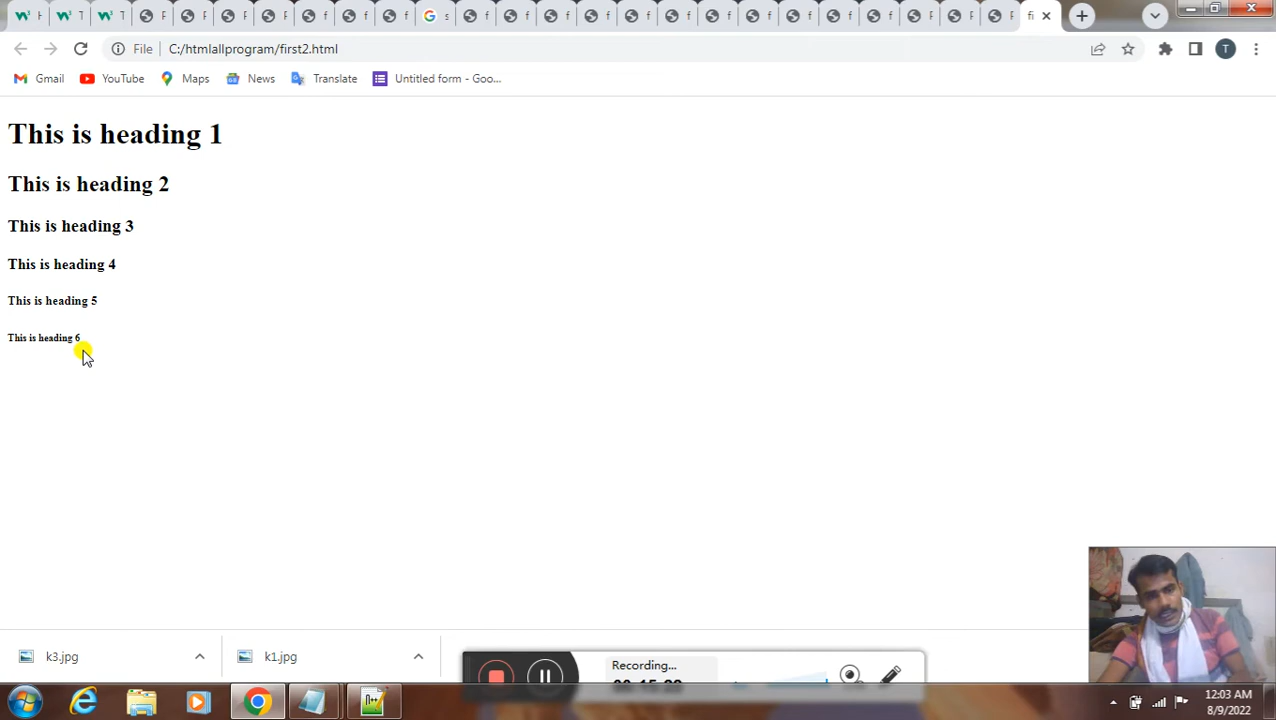 File
C:/htmlallprogram/first2.html
Gmail
YouTube
Maps
News
Translate
Untitled form - Goo...
This is heading 1
This is heading 2
This is heading 3
This is heading 4
This is heading 5
This is heading 6
k3.jpg
k1.jpg
Recording...
12:03 AM
8/9/2022